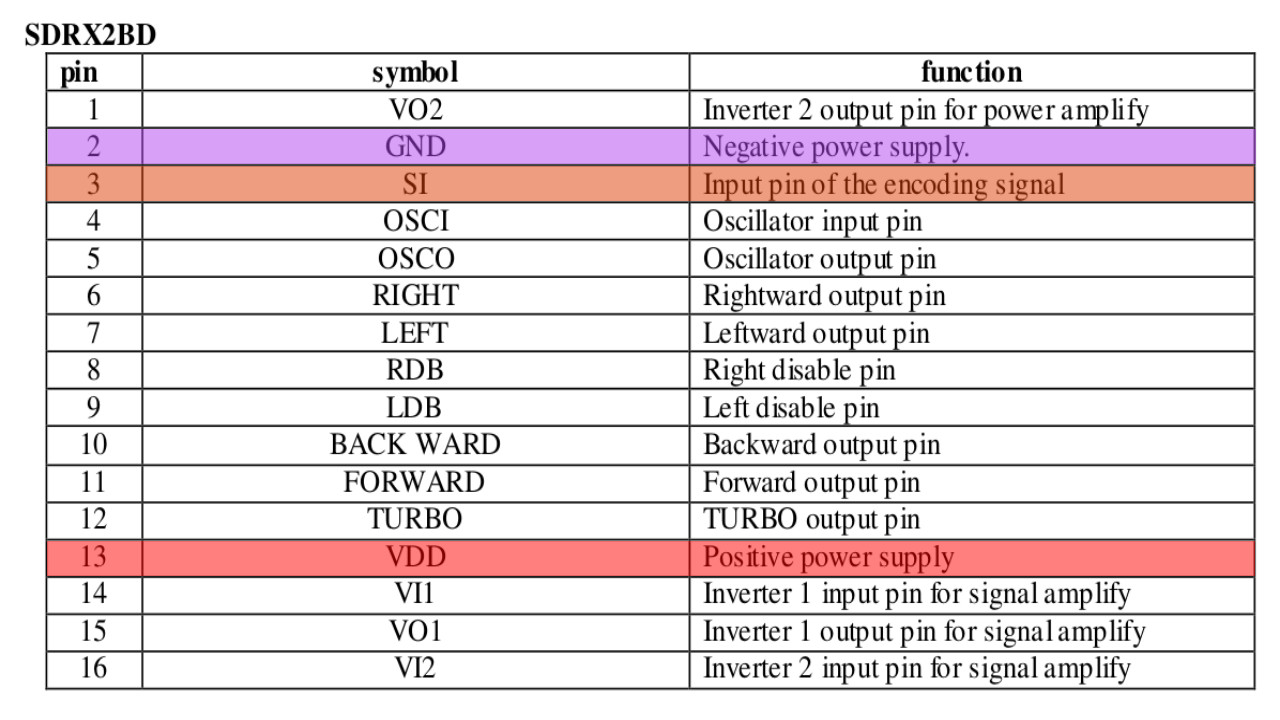 SDRX2BD
pin symbol function
1 VO2 Inverter 2 output pin for power amplify
2 GND Negative power supply.
3 SI Input pin of the encoding signal
4 OSCI Oscillator input pin
5 OSCO Oscillator output pin
6 RIGHT Rightward output pin
7 LEFT Leftward output pin
8 RDB Right disable pin
9 LDB Left disable pin
10 BACK WARD Backward output pin
11 FORWARD Forward output pin
12 TURBO TURBO output pin
13 VDD Positive power supply
14 VI1 Inverter 1 input pin for signal amplify
15 VO1 Inverter 1 output pin for signal amplify
16 VI2 Inverter 2 input pin for signal amplify